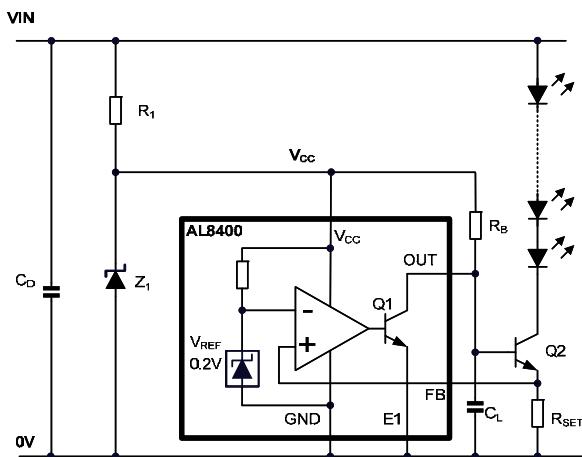 VIN
R1
VCC
AL8400
VCC
RB
OUT
CD
Z1
Q1
-
+
VREF
0.2V
Q2
FB
GND
E1
CL
RSET
0V